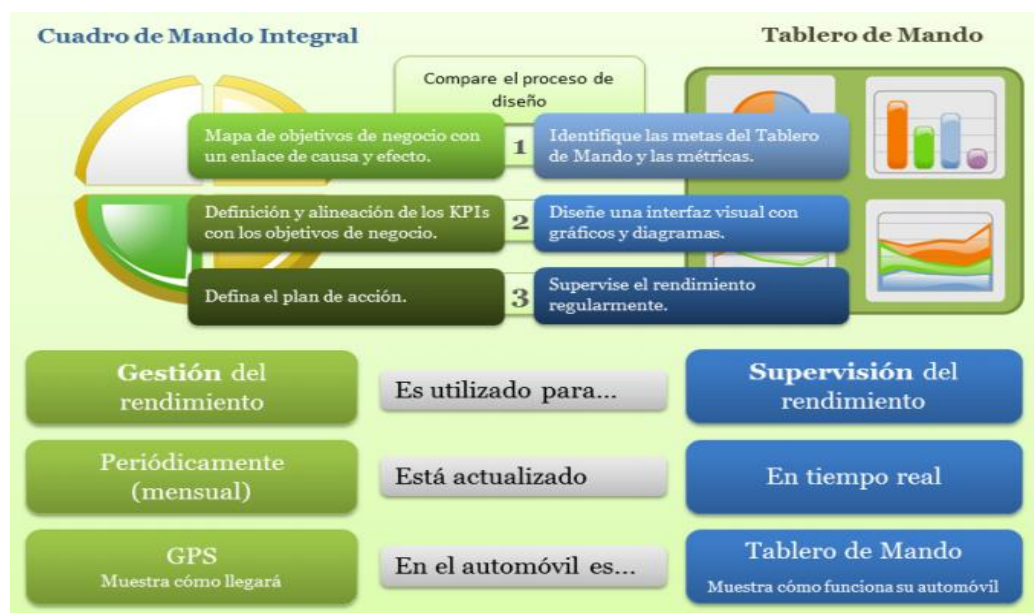 Cuadro de Mando Integral
Tablero de Mando
Compare el proceso de
diseño
Mapa de objetivos de negocio con
un enlace de causa y efecto.
1
Identifique las metas del Tablero
de Mando y las métricas.
Definición y alineación de los KPIs
con los objetivos de negocio.
2
Diseñe una interfaz visual con
gráficos y diagramas.
Defina el plan de acción.
3
Supervise el rendimiento
regularmente.
Gestión del
rendimiento
Es utilizado para...
Supervisión del
rendimiento
Periódicamente
(mensual)
Está actualizado
En tiempo real
GPS
Muestra cómo llegará
En el automóvil es...
Tablero de Mando
Muestra cómo funciona su automóvil